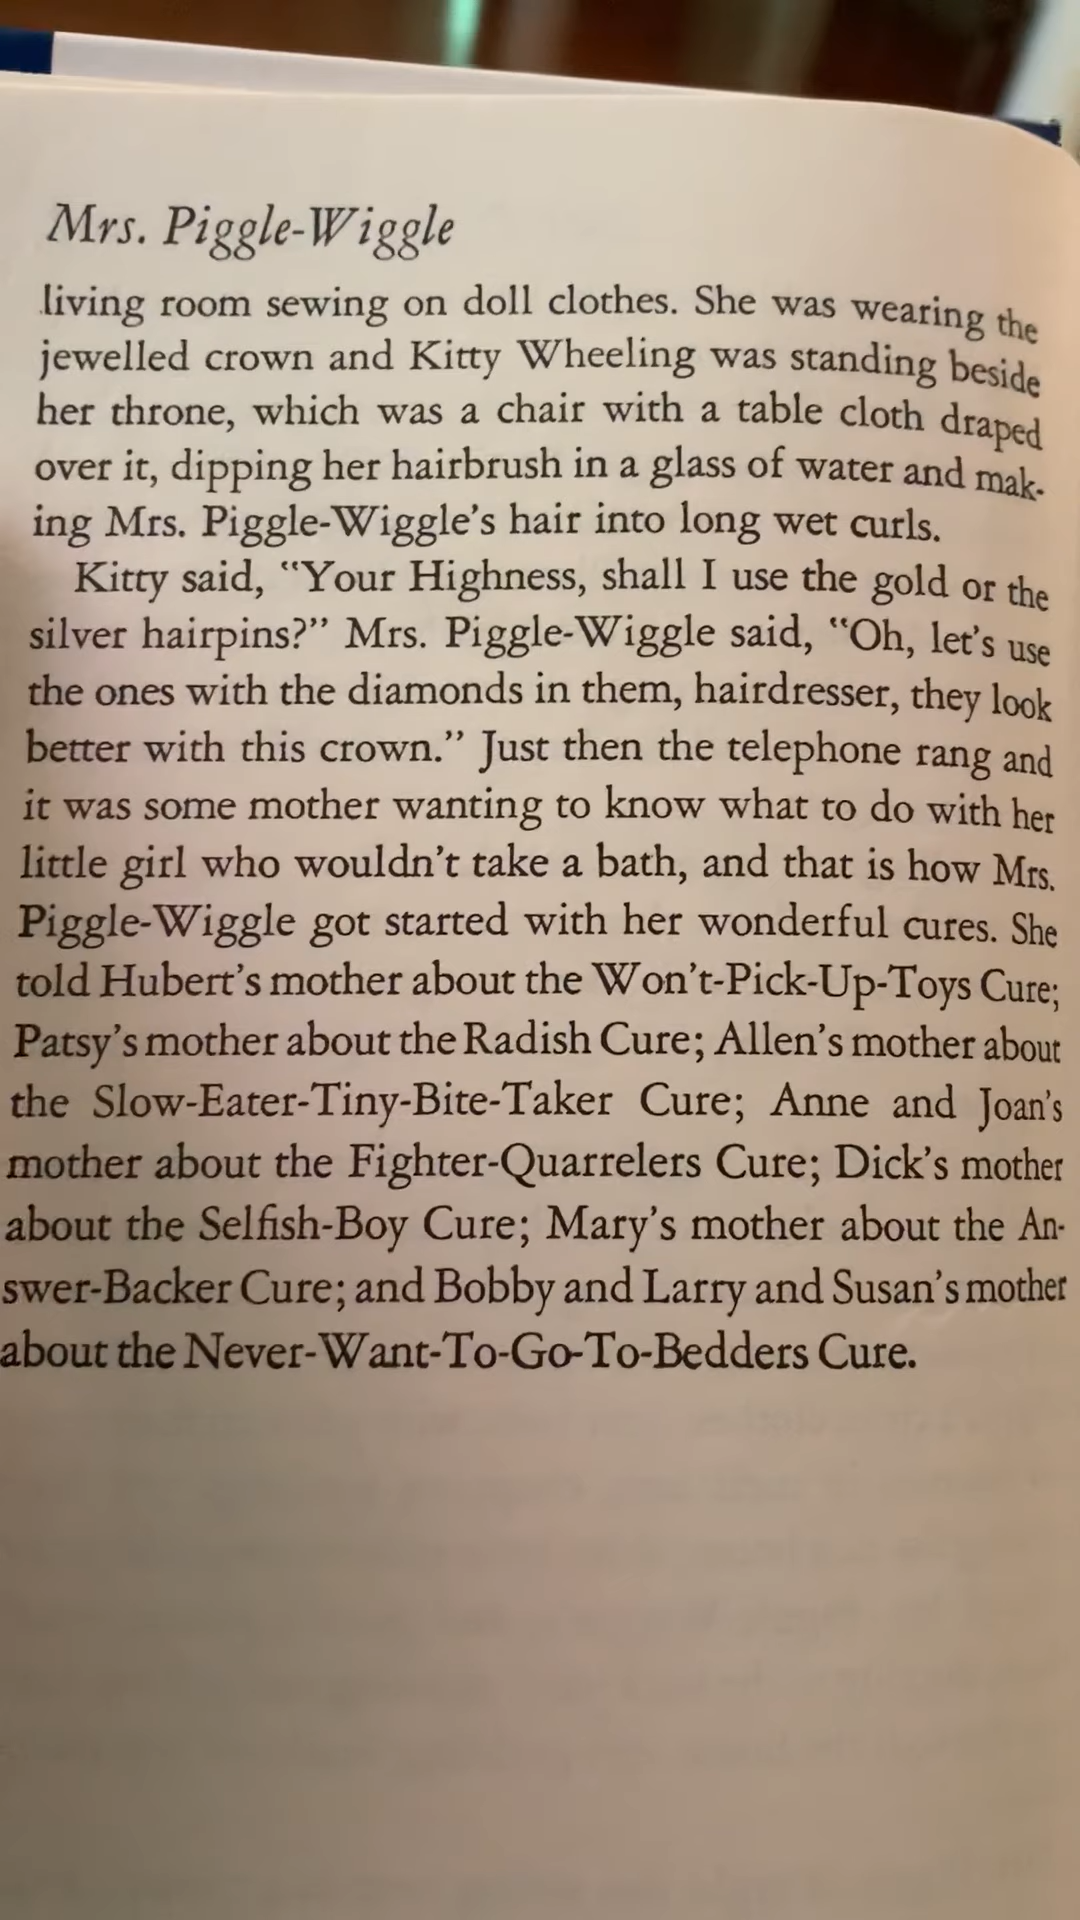 Mrs. Piggle-Wiggle
living room sewing on doll clothes. She was wearing the
jewelled crown and Kitty Wheeling was standing beside
her throne, which was a chair with a table cloth draped
over it, dipping her hairbrush in a glass of water and mak-
ing Mrs. Piggle-Wiggle's hair into long wet curls.
Kitty said, "Your Highness, shall I use the gold or the
silver hairpins?" Mrs. Piggle-Wiggle said, "Oh, let's use
the ones with the diamonds in them, hairdresser, they look
better with this crown." Just then the telephone rang and
it was some mother wanting to know what to do with her
little girl who wouldn't take a bath, and that is how Mrs.
Piggle-Wiggle got started with her wonderful cures. She
told Hubert's mother about the Won't-Pick-Up-Toys Cure;
Patsy's mother about the Radish Cure; Allen's mother about
the Slow-Eater-Tiny-Bite-Taker Cure; Anne and Joan's
mother about the Fighter-Quarrelers Cure; Dick's mother
about the Selfish-Boy Cure; Mary's mother about the An-
swer-Backer Cure; and Bobby and Larry and Susan's mother
about the Never-Want-To-Go-To-Bedders Cure.